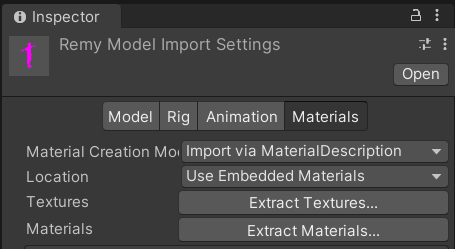 Inspector
Remy Model Import Settings
Open
Model Rig Animation Materials
Material Creation Mo Import via MaterialDescription
Location Use Embedded Materials
Textures Extract Textures...
Materials Extract Materials...